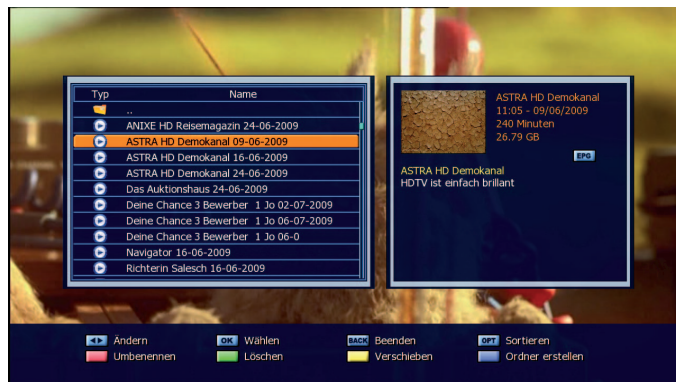 Typ Name
..
ANIXE HD Reisemagazin 24-06-2009
ASTRA HD Demokanal 09-06-2009
ASTRA HD Demokanal 16-06-2009
ASTRA HD Demokanal 24-06-2009
Das Auktionshaus 24-06-2009
Deine Chance 3 Bewerber 1 Jo 02-07-2009
Deine Chance 3 Bewerber 1 Jo 06-07-2009
Deine Chance 3 Bewerber 1 Jo 06-0
Navigator 16-06-2009
Richterin Salesch 16-06-2009
ASTRA HD Demokanal
11:05 - 09/06/2009
240 Minuten
26.79 GB
EPG
ASTRA HD Demokanal
HDTV ist einfach brillant
Ändern OK Wählen BACK Beenden OPT Sortieren
Umbenennen Löschen Verschieben Ordner erstellen